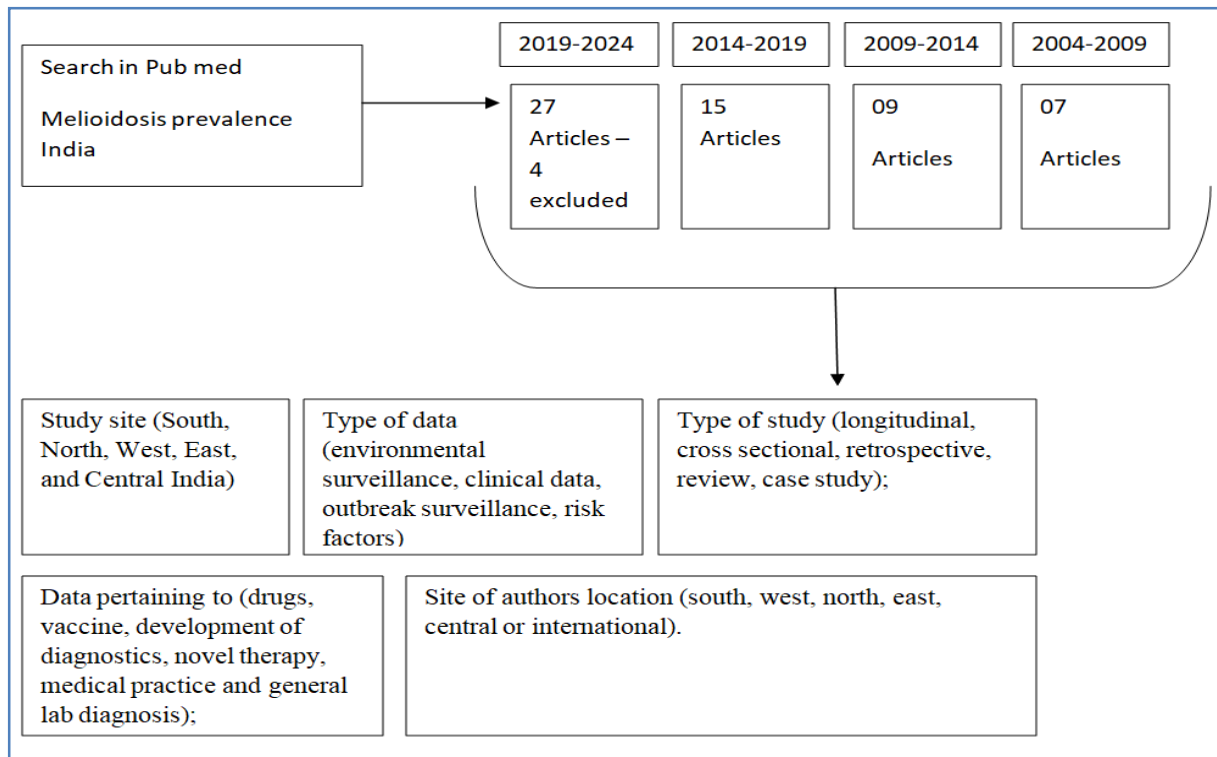 Search in Pub med
Melioidosis prevalence
India
2019-2024
2014-2019
2009-2014
2004-2009
27
Articles –
4
excluded
15
Articles
09
Articles
07
Articles
Study site (South,
North, West, East,
and Central India)
Type of data
(environmental
surveillance, clinical data,
outbreak surveillance, risk
factors)
Type of study (longitudinal,
cross sectional, retrospective,
review, case study);
Data pertaining to (drugs,
vaccine, development of
diagnostics, novel therapy,
medical practice and general
lab diagnosis);
Site of authors location (south, west, north, east,
central or international).